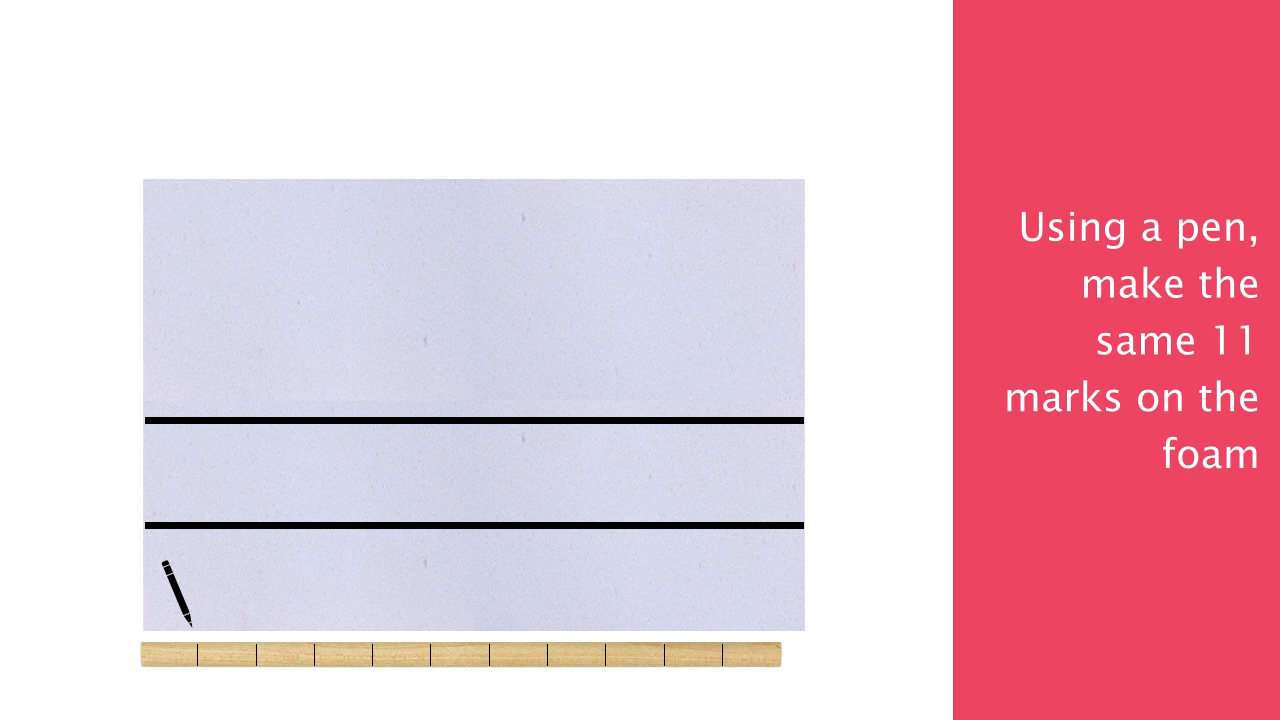 Using a pen,
make the
same 11
marks on the
foam